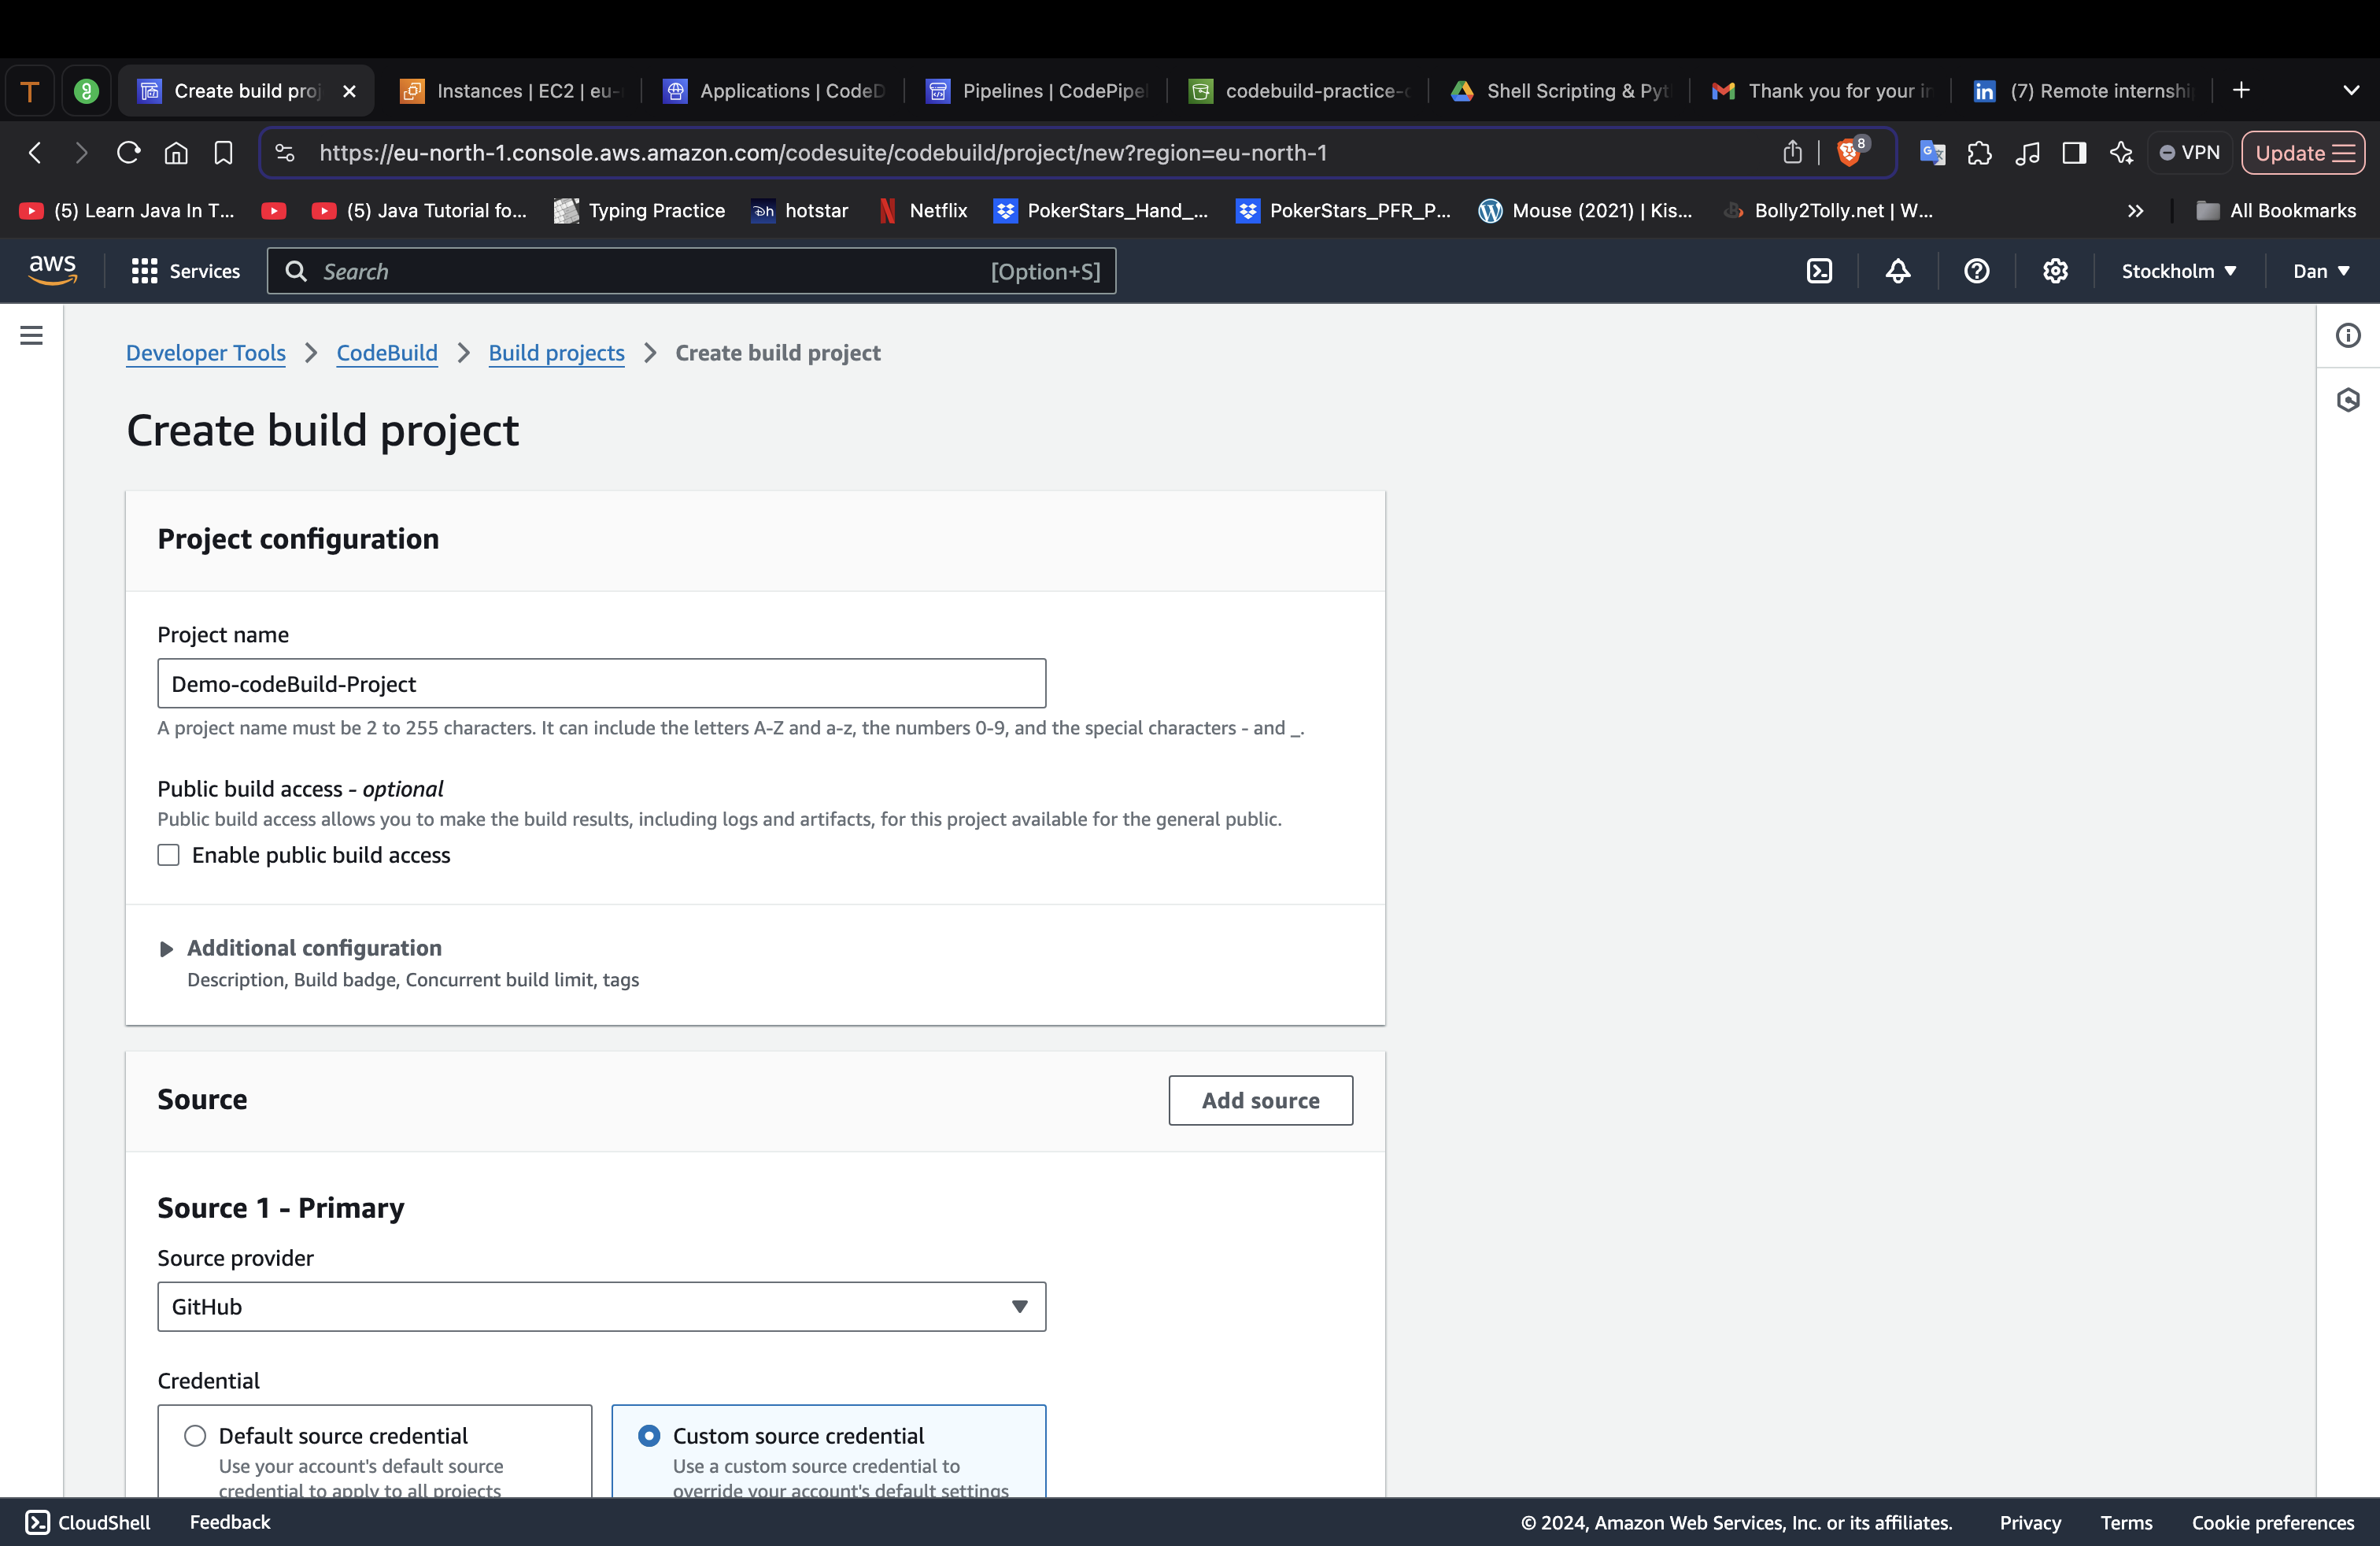 T
Create build proj
Instances | EC2 | eu-
Applications | CodeD
Pipelines | CodePipel
codebuild-practice-
Shell Scripting & Pyt
Thank you for your in
in
(7) Remote internshi
https://eu-north-1.console.aws.amazon.com/codesuite/codebuild/project/new?region=eu-north-1
8
VPN
Update
(5) Learn Java In T...
(5) Java Tutorial fo...
Typing Practice
hotstar
Netflix
PokerStars_Hand_...
PokerStars_PFR_P...
Mouse (2021) | Kis...
Bolly2Tolly.net | W...
All Bookmarks
aws
Services
Search
[Option+S]
Stockholm
Dan
Developer Tools > CodeBuild > Build projects > Create build project
Create build project
Project configuration
Project name
Demo-codeBuild-Project
A project name must be 2 to 255 characters. It can include the letters A-Z and a-z, the numbers 0-9, and the special characters - and _.
Public build access - optional
Public build access allows you to make the build results, including logs and artifacts, for this project available for the general public.
Enable public build access
Additional configuration
Description, Build badge, Concurrent build limit, tags
Source
Add source
Source 1 - Primary
Source provider
GitHub
Credential
Default source credential
Use your account's default source
credential to apply to all projects
Custom source credential
Use a custom source credential to
override your account's default settings
CloudShell
Feedback
© 2024, Amazon Web Services, Inc. or its affiliates.
Privacy
Terms
Cookie preferences